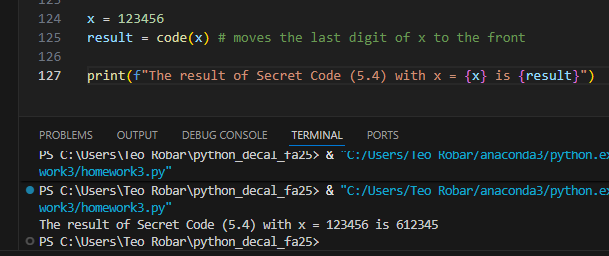 124 x = 123456
125 result = code(x) # moves the last digit of x to the front
126
127 print(f"The result of Secret Code (5.4) with x = {x} is {result}")
PROBLEMS OUTPUT DEBUG CONSOLE TERMINAL PORTS
PS C:\Users\Teo Robar\python_decal_fa25> & "C:/Users/Teo Robar/anaconda3/python.ex
work3/homework3.py"
PS C:\Users\Teo Robar\python_decal_fa25> & "C:/Users/Teo Robar/anaconda3/python.ex
work3/homework3.py"
The result of Secret Code (5.4) with x = 123456 is 612345
PS C:\Users\Teo Robar\python_decal_fa25>